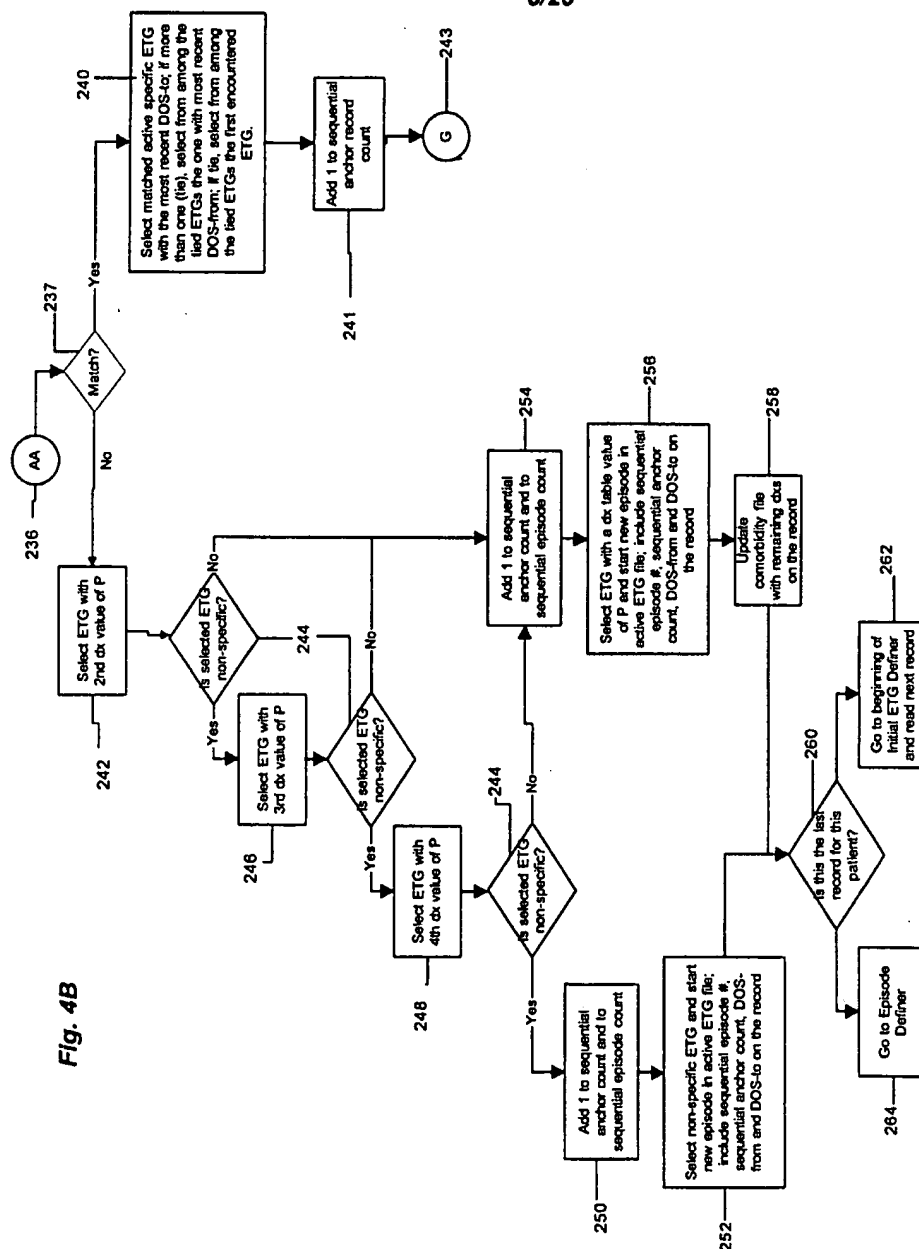 Fig. 4B
236
AA
237
Match?
Yes
No
240
Select matched active specific ETG
with the most recent DOS-to; if more
than one (tie), select from among the
tied ETGs the one with most recent
DOS-from; if tie, select from among
the tied ETGs the first encountered
ETG.
241
Add 1 to sequential
anchor record
count
243
G
242
Select ETG with
2nd dx value of P
Is selected ETG
non-specific?
No
Yes
244
246
Select ETG with
3rd dx value of P
Is selected ETG
non-specific?
No
Yes
248
Select ETG with
4th dx value of P
244
Is selected ETG
non-specific?
No
Yes
250
Add 1 to sequential
anchor count and to
sequential episode count
252
Select non-specific ETG and start
new episode in active ETG file;
include sequential episode #,
sequential anchor count, DOS-
from and DOS-to on the record
254
Add 1 to sequential
anchor count and to
sequential episode count
256
Select ETG with a dx table value
of P and start new episode in
active ETG file; include sequential
episode #, sequential anchor
count, DOS-from and DOS-to on
the record
258
Update
comorbidity file
with remaining dxs
on the record
260
Is this the last
record for this
patient?
262
Go to beginning of
Initial ETG Definer
and read next record
264
Go to Episode
Definer